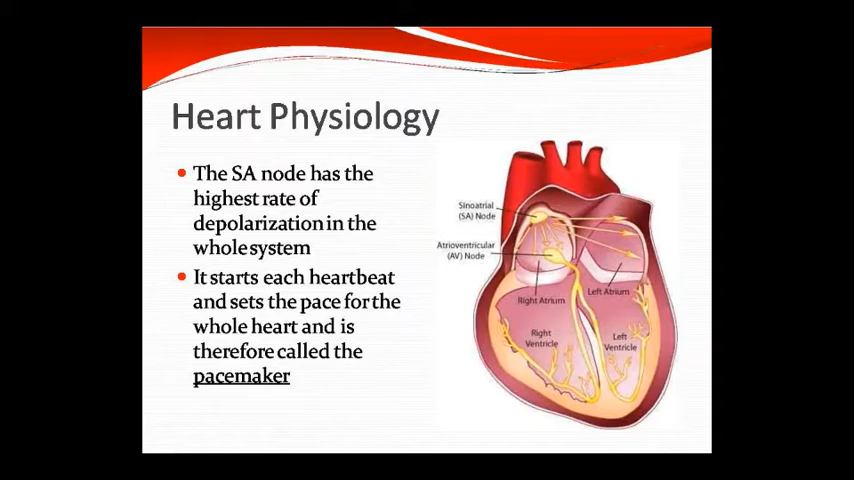 Heart Physiology
• The SA node has the
highest rate of
depolarization in the
whole system
• It starts each heartbeat
and sets the pace for the
whole heart and is
therefore called the
pacemaker
Sinoatrial
(SA) Node
Atrioventricular
(AV) Node
Right Atrium
Left Atrium
Right
Ventricle
Left
Ventricle